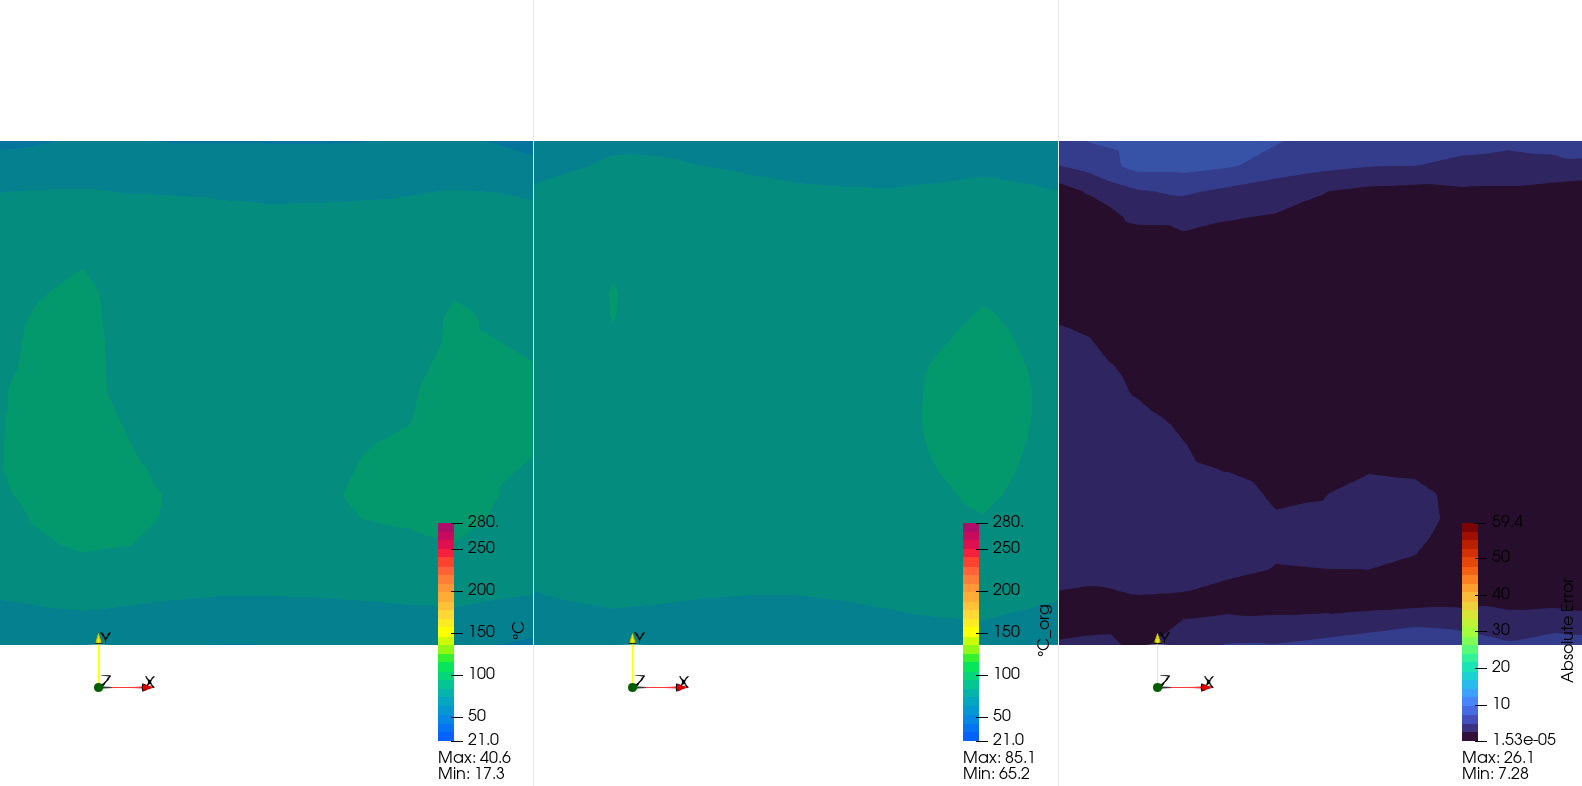 280.
250
200
150
100
50
21.0
°C
Max: 40.6
Min: 17.3
Y
Z
X
280.
250
200
150
100
50
21.0
°C_org
Max: 85.1
Min: 65.2
Y
Z
X
59.4
50
40
30
20
10
1.53e-05
Absolute Error
Max: 26.1
Min: 7.28
Y
Z
X